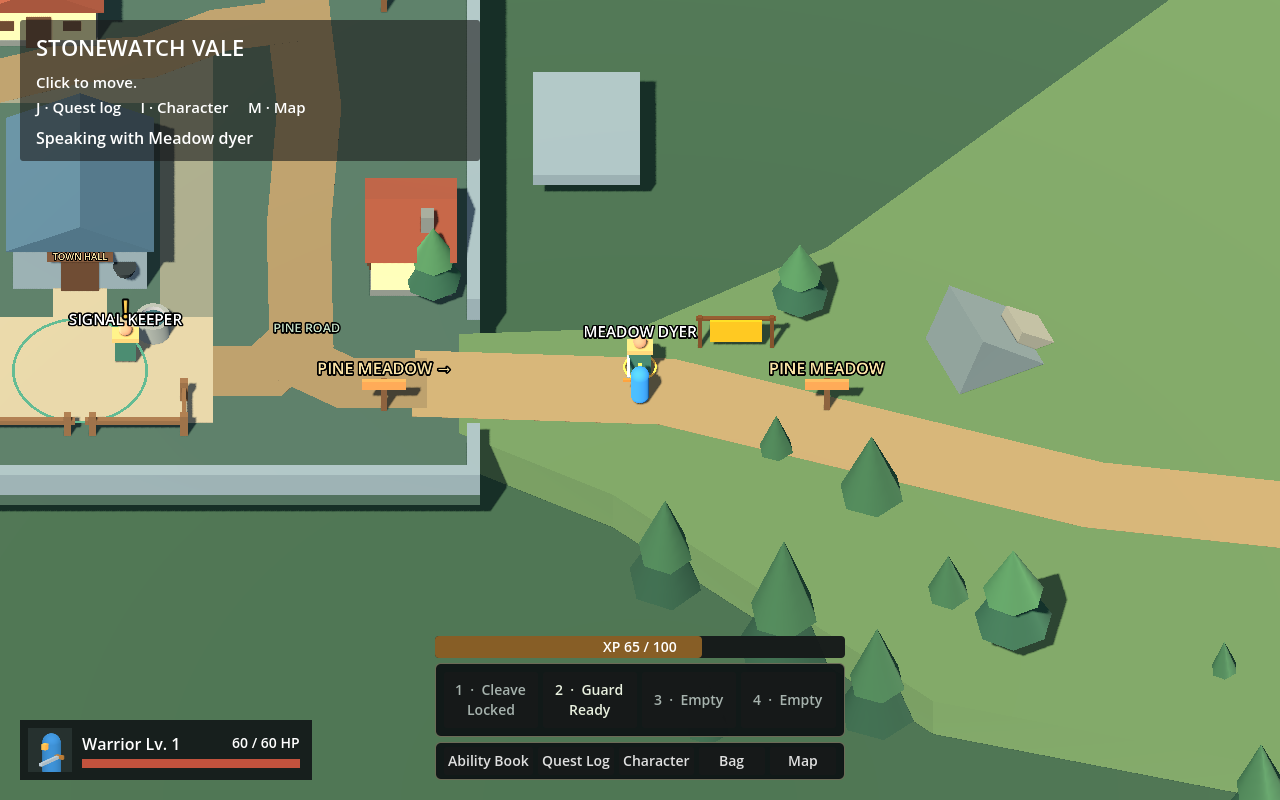 STONEWATCH VALE
Click to move.
J · Quest log I · Character M · Map
Speaking with Meadow dyer
TOWN HALL
!
SIGNAL KEEPER
PINE ROAD
PINE MEADOW →
MEADOW DYER
PINE MEADOW
XP 65 / 100
1 · Cleave
Locked
2 · Guard
Ready
3 · Empty
4 · Empty
Warrior Lv. 1 60 / 60 HP
Ability Book Quest Log Character Bag Map